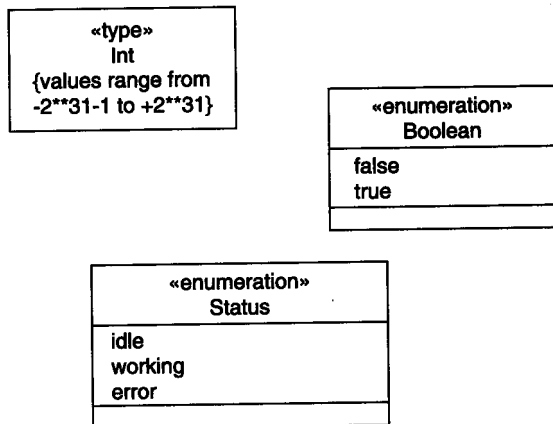 «type»
Int
{values range from
-2**31-1 to +2**31}
«enumeration»
Boolean
false
true
«enumeration»
Status
idle
working
error